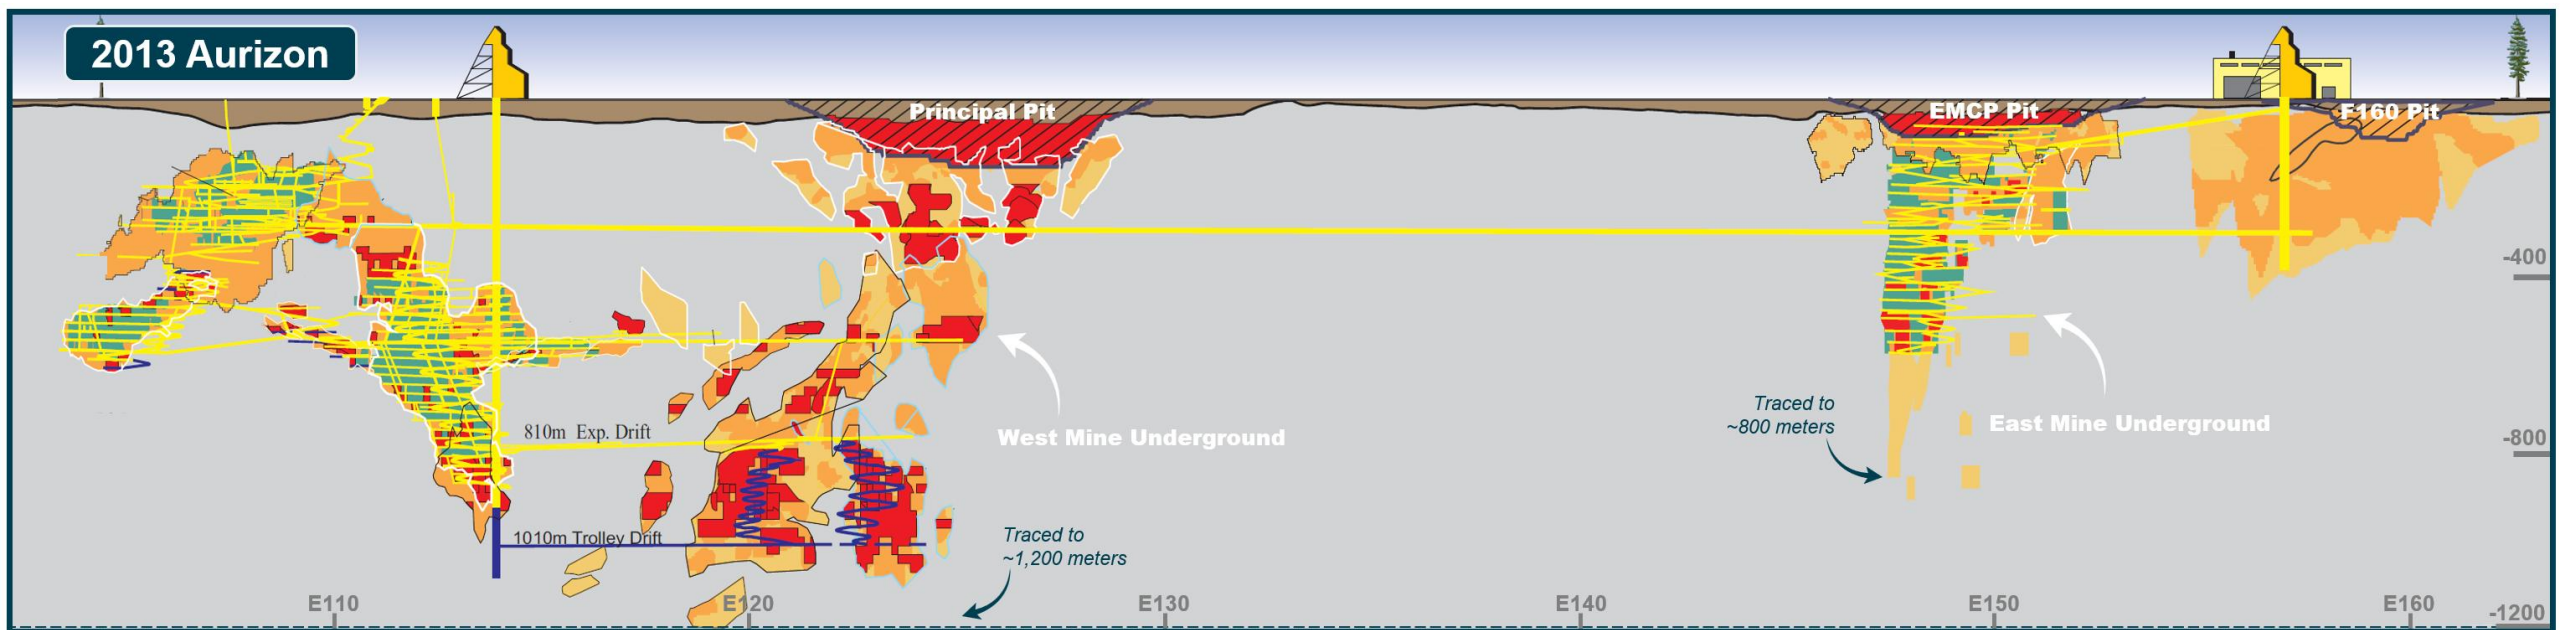 2013 Aurizon
Principal Pit
EMCP Pit
F160 Pit
-400
810m Exp. Drift
West Mine Underground
Traced to
~800 meters
East Mine Underground
-800
1010m Trolley Drift
Traced to
~1,200 meters
E110
E120
E130
E140
E150
E160
-1200